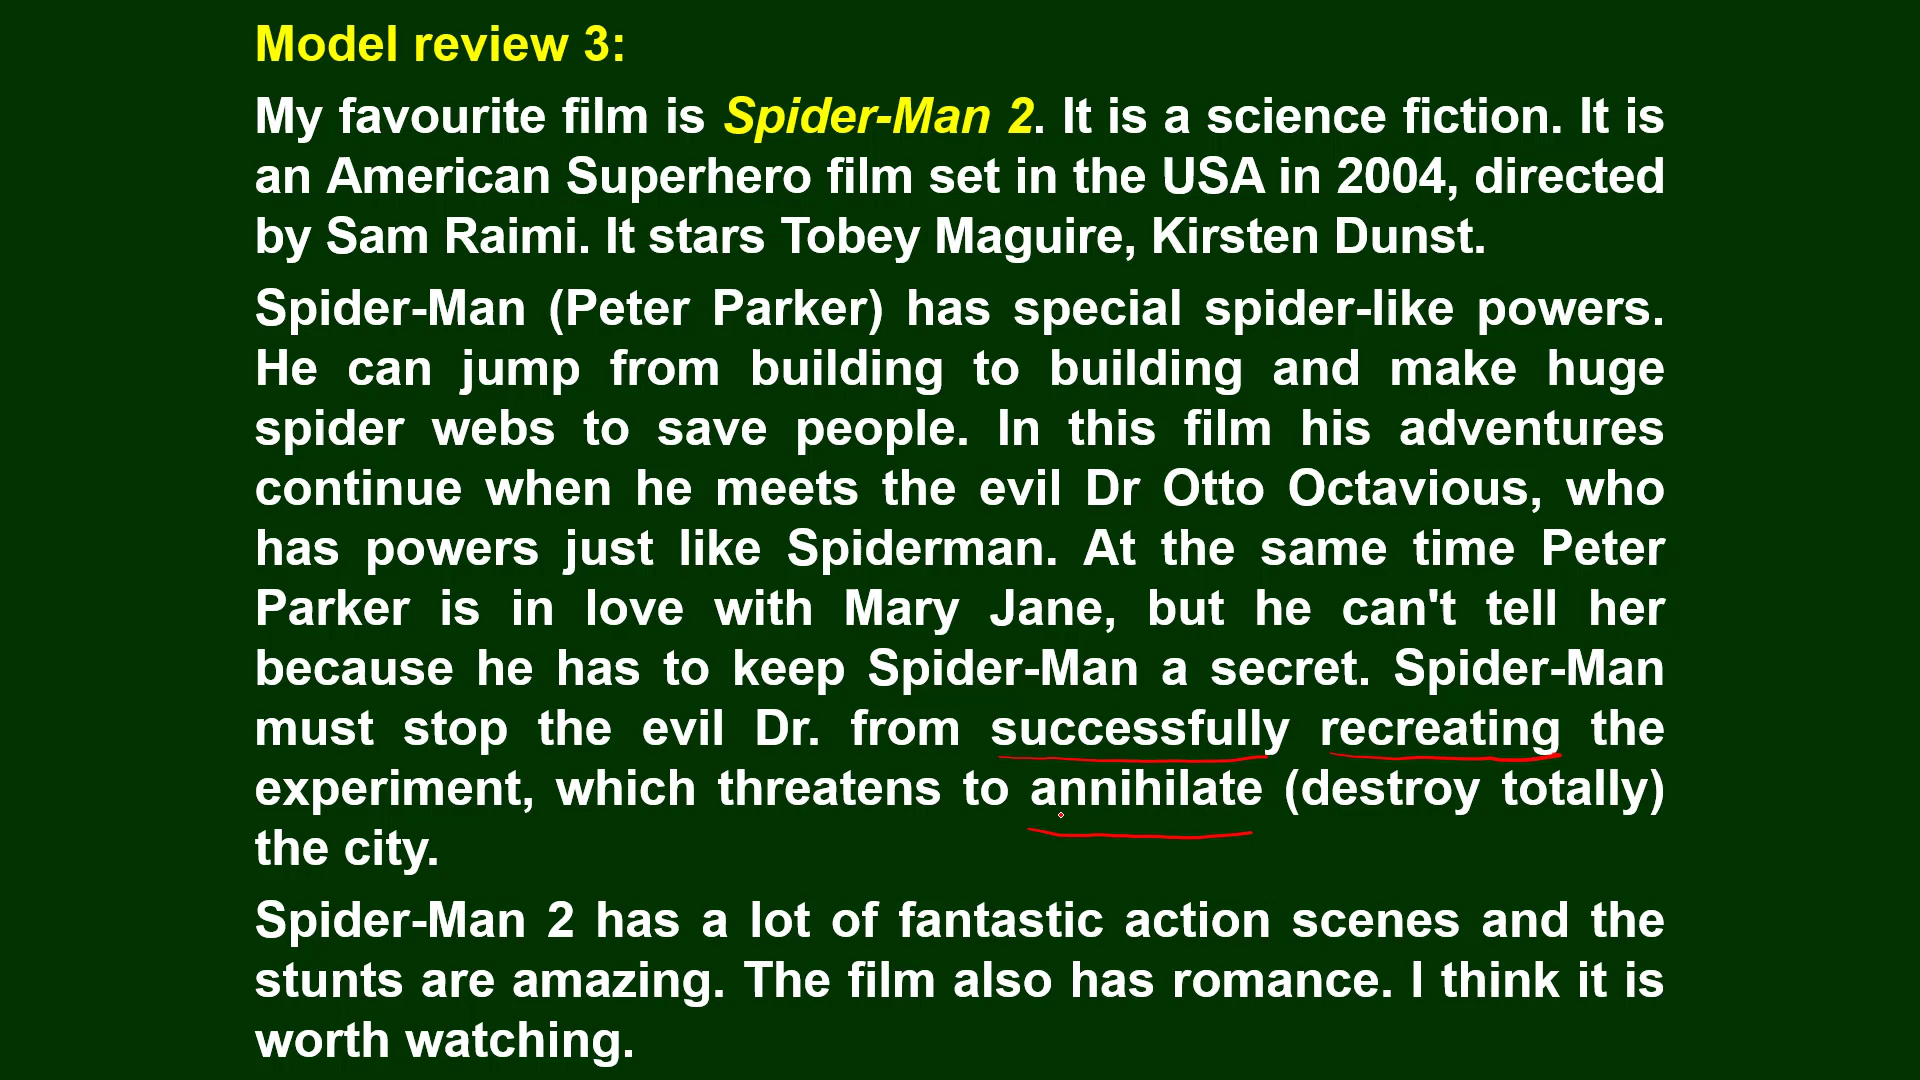 Model review 3:
My favourite film is Spider-Man 2. It is a science fiction. It is
an American Superhero film set in the USA in 2004, directed
by Sam Raimi. It stars Tobey Maguire, Kirsten Dunst.
Spider-Man (Peter Parker) has special spider-like powers.
He can jump from building to building and make huge
spider webs to save people. In this film his adventures
continue when he meets the evil Dr Otto Octavious, who
has powers just like Spiderman. At the same time Peter
Parker is in love with Mary Jane, but he can't tell her
because he has to keep Spider-Man a secret. Spider-Man
must stop the evil Dr. from successfully recreating the
experiment, which threatens to annihilate (destroy totally)
the city.
Spider-Man 2 has a lot of fantastic action scenes and the
stunts are amazing. The film also has romance. I think it is
worth watching.